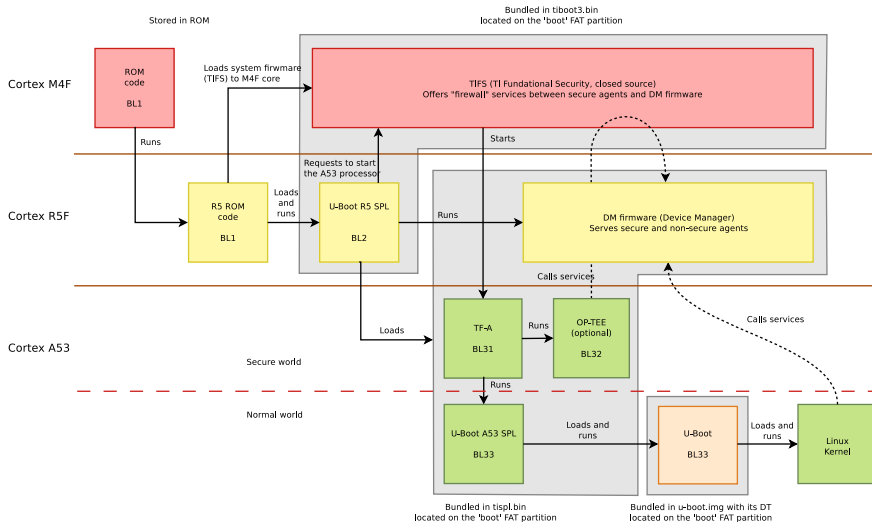 Stored in ROM
Bundled in tiboot3.bin
located on the 'boot' FAT partition
Cortex M4F
ROM
code
BL1
Loads system firwmare
(TIFS) to M4F core
TIFS (TI Fundational Security, closed source)
Offers "firewall" services between secure agents and DM firmware
Runs
Starts
Requests to start
the A53 processor
Cortex R5F
R5 ROM
code
BL1
Loads
and
runs
U-Boot R5 SPL
BL2
Runs
DM firmware (Device Manager)
Serves secure and non-secure agents
Calls services
Cortex A53
Loads
TF-A
BL31
Runs
OP-TEE
(optional)
BL32
Calls services
Secure world
Runs
Normal world
U-Boot A53 SPL
BL33
Loads and
runs
U-Boot
BL33
Loads and
runs
Linux
Kernel
Bundled in tispl.bin
located on the 'boot' FAT partition
Bundled in u-boot.img with its DT
located on the 'boot' FAT partition